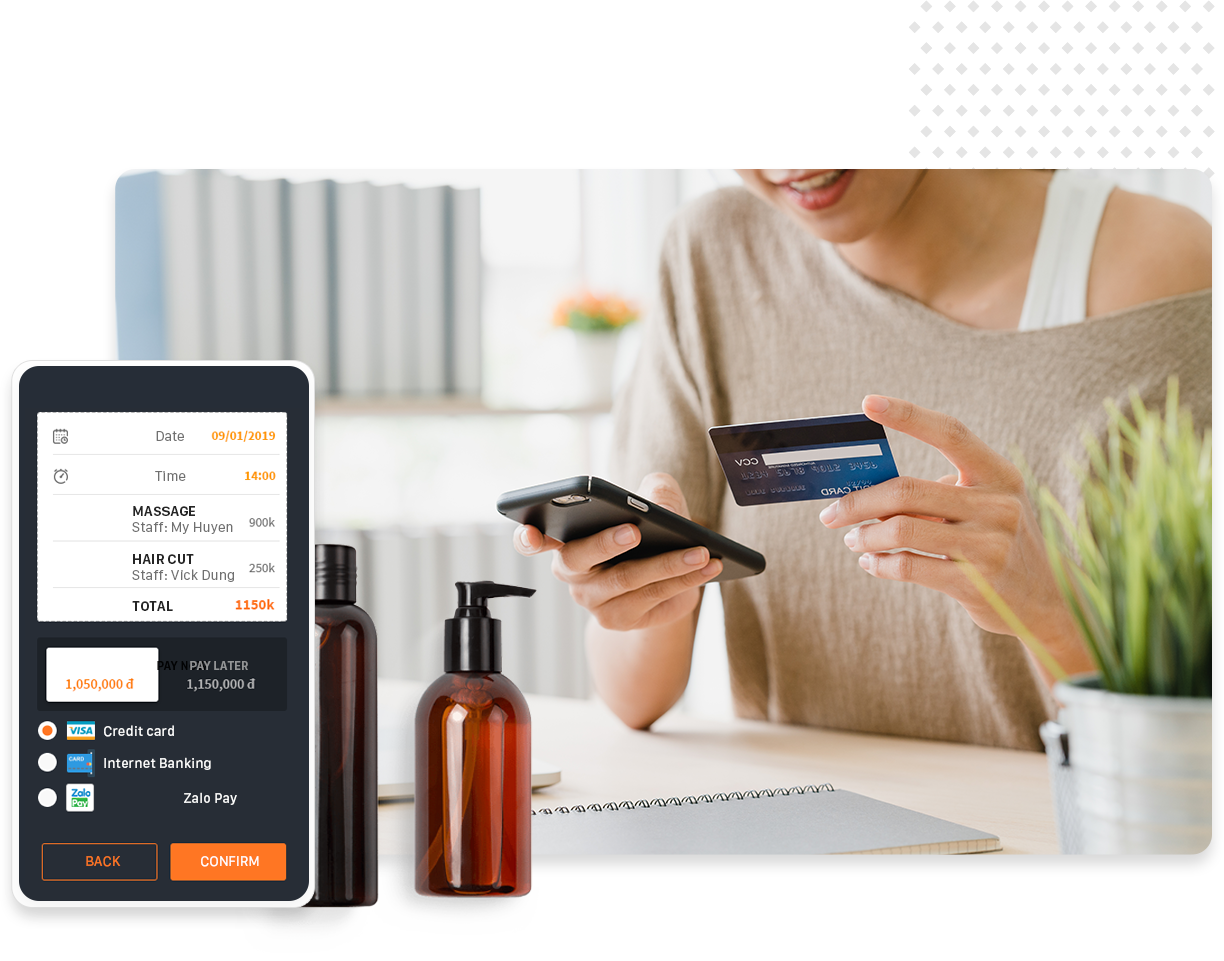 Date 09/01/2019
TIme 14:00
MASSAGE
Staff: My Huyen 900k
HAIR CUT
Staff: VIck Dung 250k
TOTAL 1150k
PAY N PAY LATER
1,050,000 đ 1,150,000 đ
VISA Credit card
CARD Internet Banking
Zalo Pay Zalo Pay
BACK CONFIRM
CCV